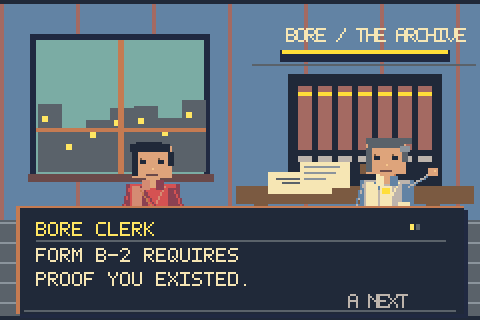 BORE / THE ARCHIVE
BORE CLERK
FORM B-2 REQUIRES
PROOF YOU EXISTED.
A NEXT